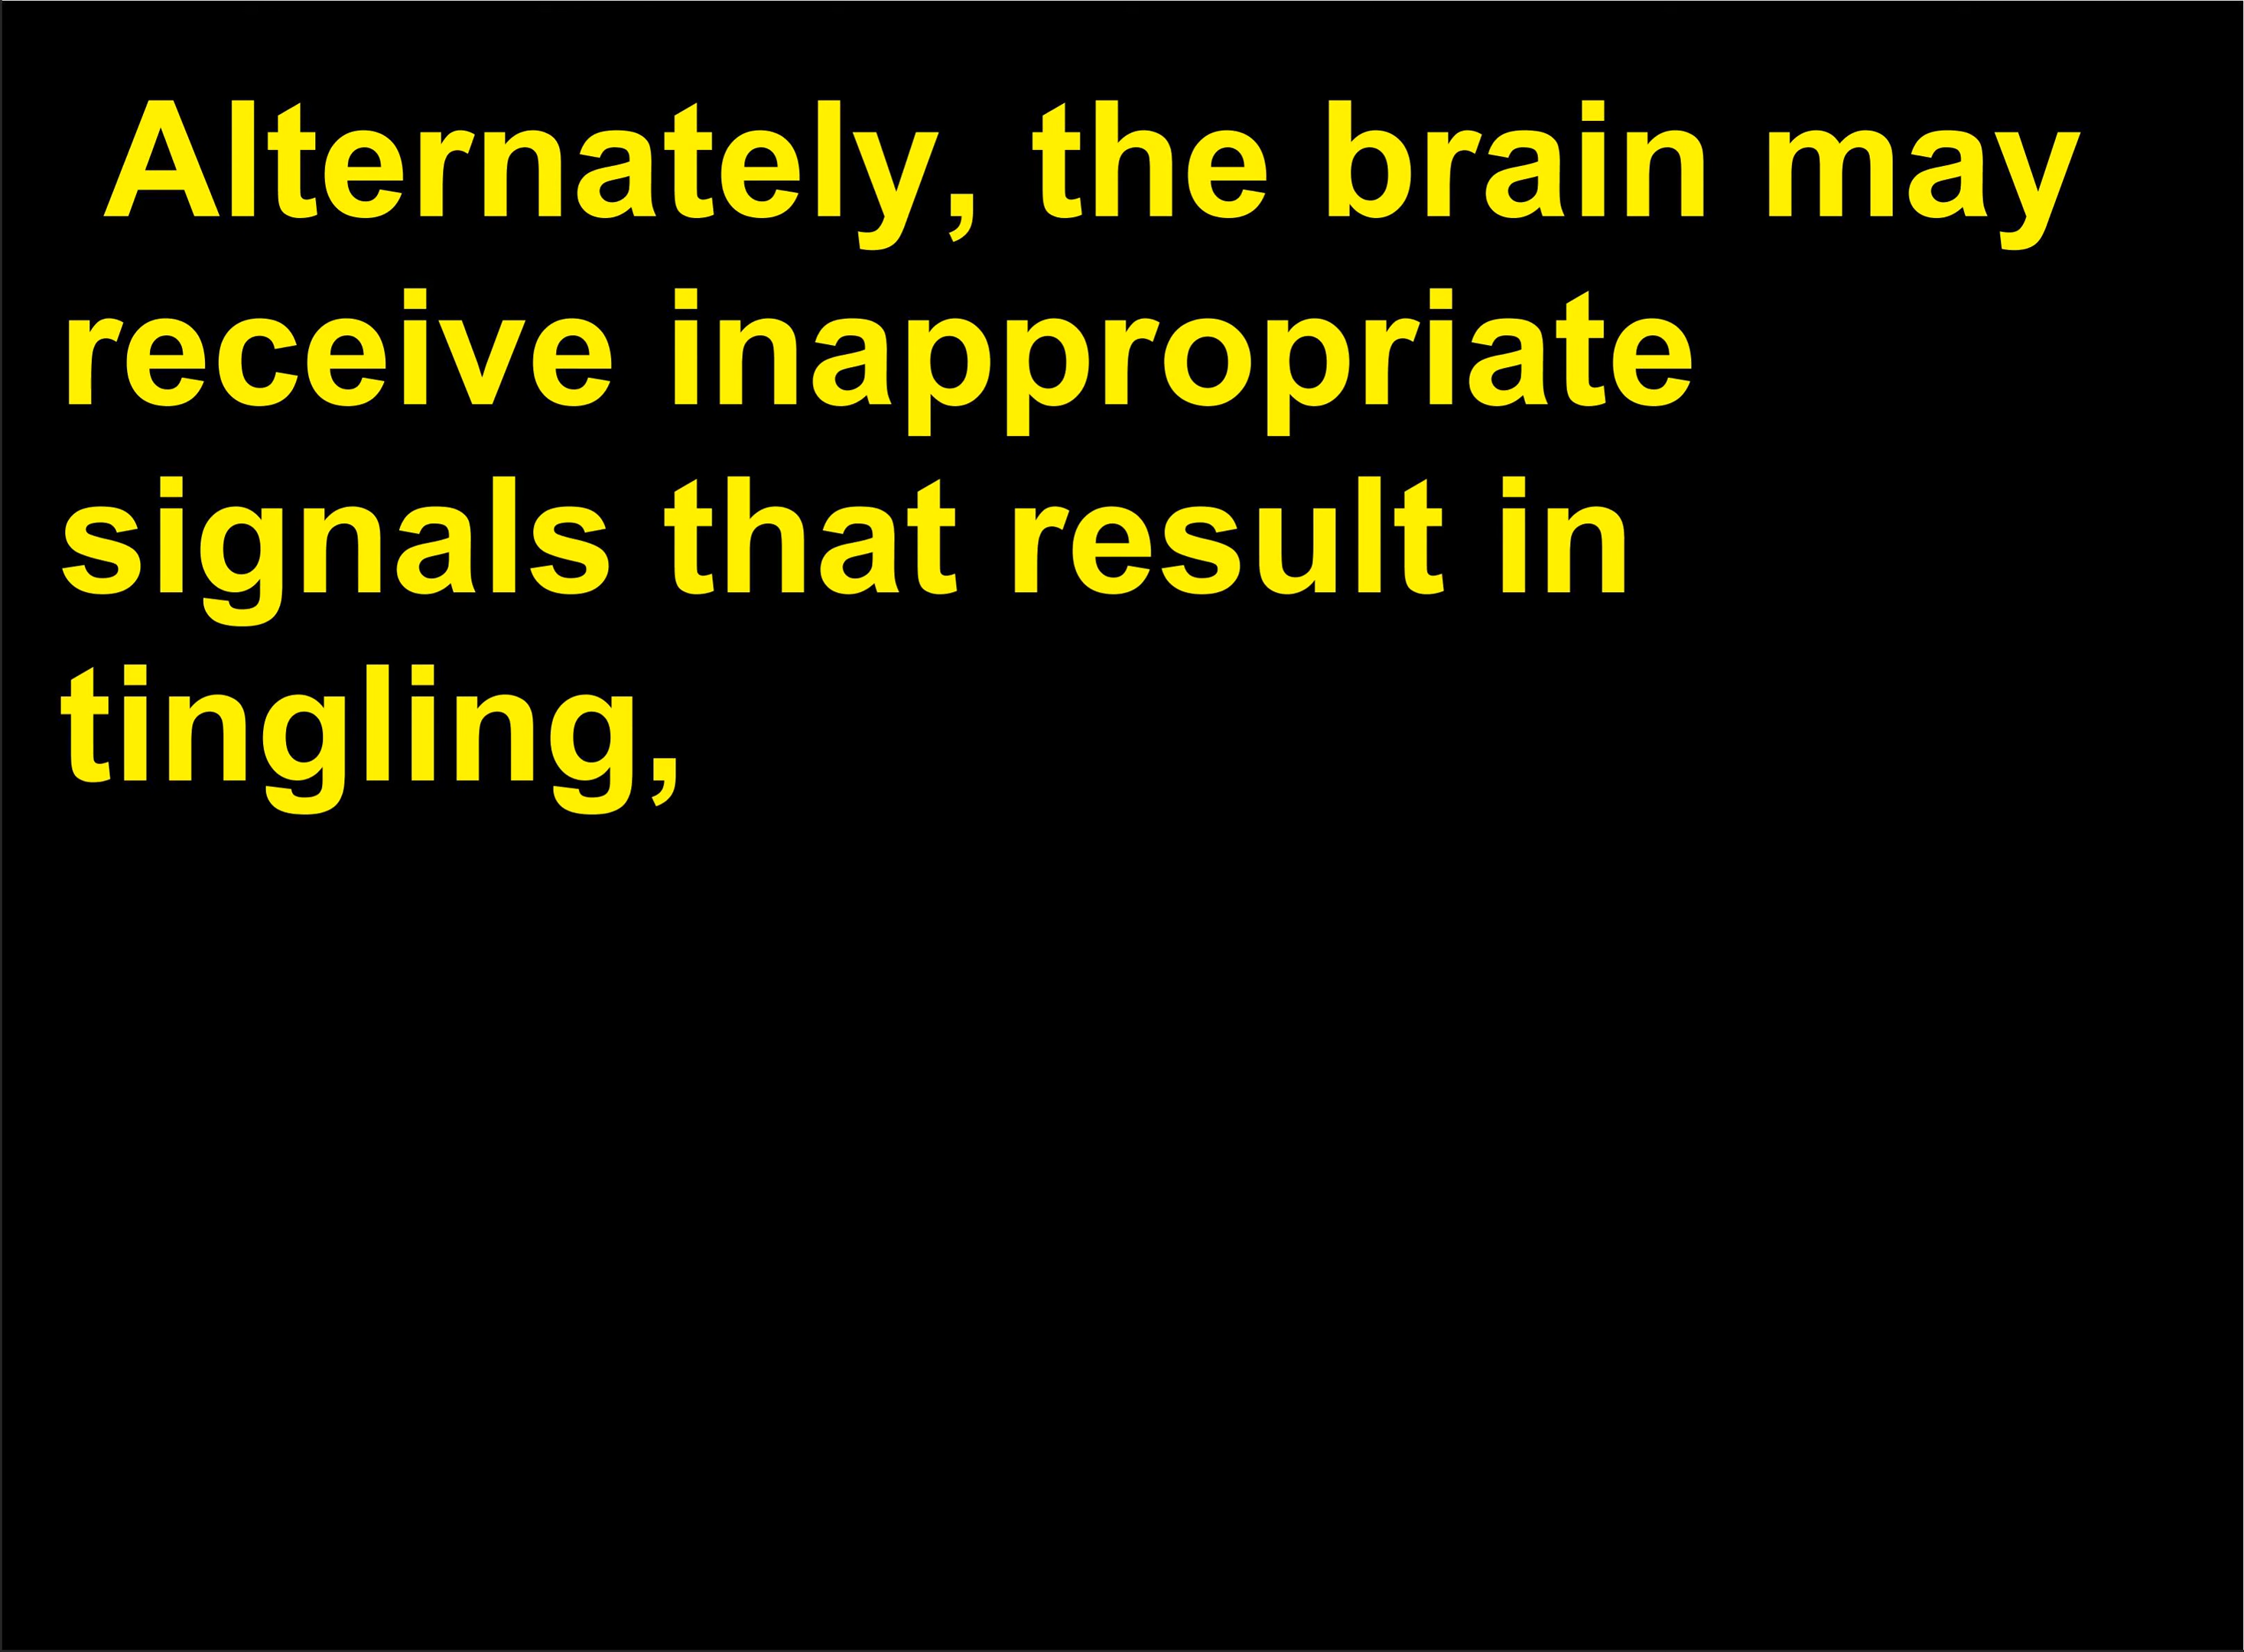 Alternately, the brain may
receive inappropriate
signals that result in
tingling,